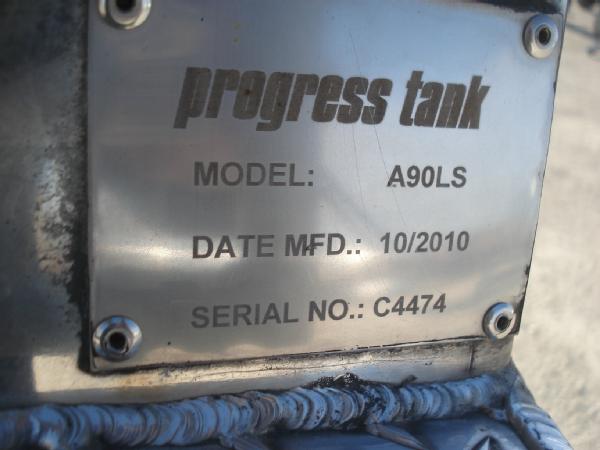 progress tank
MODEL: A90LS
DATE MFD.: 10/2010
SERIAL NO.: C4474